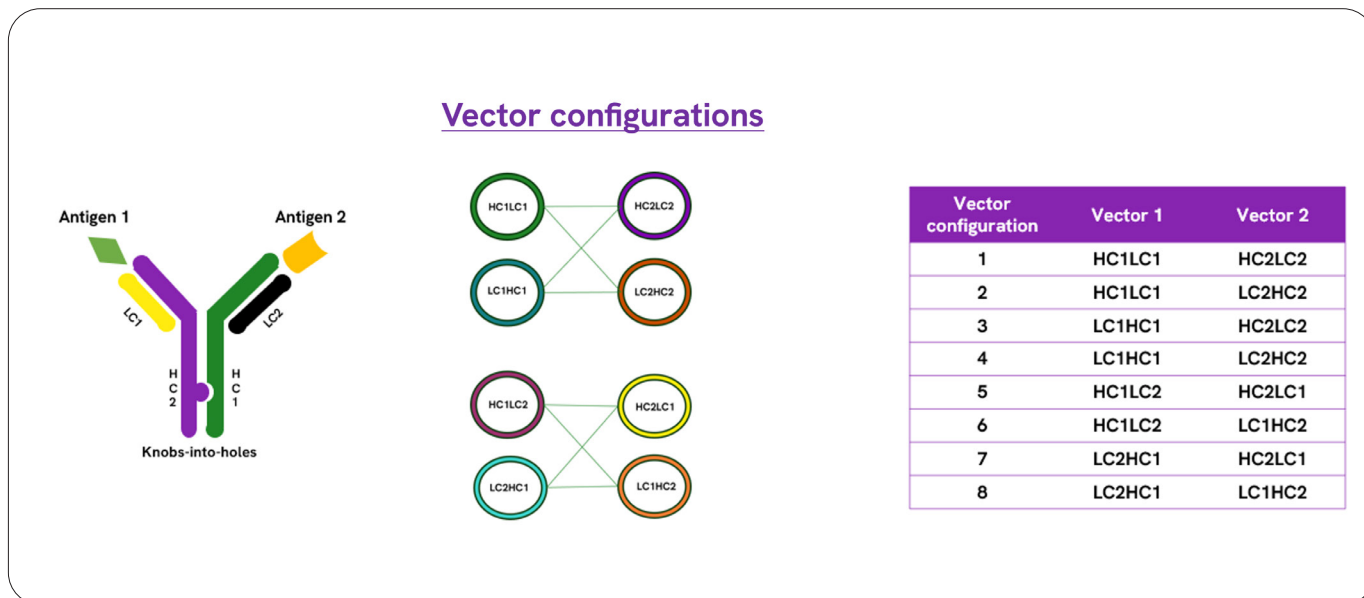 Vector configurations
Antigen 1
Antigen 2
LC1
LC2
H
C
2
H
C
1
Knobs-into-holes
HC1LC1
HC2LC2
LC1HC1
LC2HC2
HC1LC2
HC2LC1
LC2HC1
LC1HC2
Vector configuration Vector 1 Vector 2
1 HC1LC1 HC2LC2
2 HC1LC1 LC2HC2
3 LC1HC1 HC2LC2
4 LC1HC1 LC2HC2
5 HC1LC2 HC2LC1
6 HC1LC2 LC1HC2
7 LC2HC1 HC2LC1
8 LC2HC1 LC1HC2